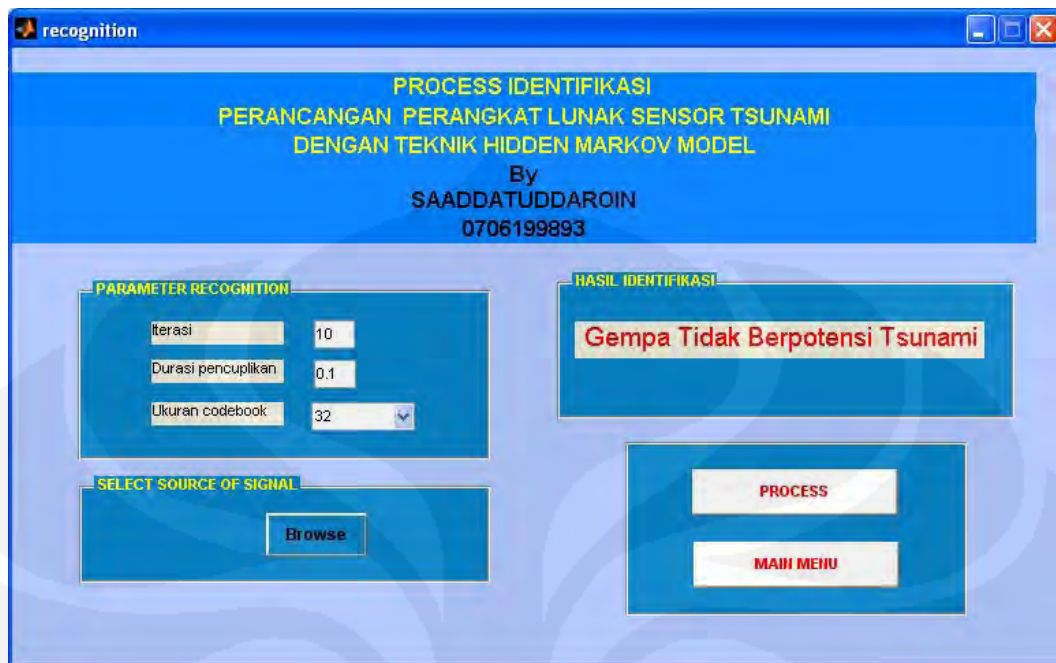 recognition
PROCESS IDENTIFIKASI
PERANCANGAN PERANGKAT LUNAK SENSOR TSUNAMI
DENGAN TEKNIK HIDDEN MARKOV MODEL
By
SAADDATUDDAROIN
0706199893
PARAMETER RECOGNITION
Iterasi
10
Durasi pencuplikan
0.1
Ukuran codebook
32
SELECT SOURCE OF SIGNAL
Browse
HASIL IDENTIFIKASI
Gempa Tidak Berpotensi Tsunami
PROCESS
MAIN MENU